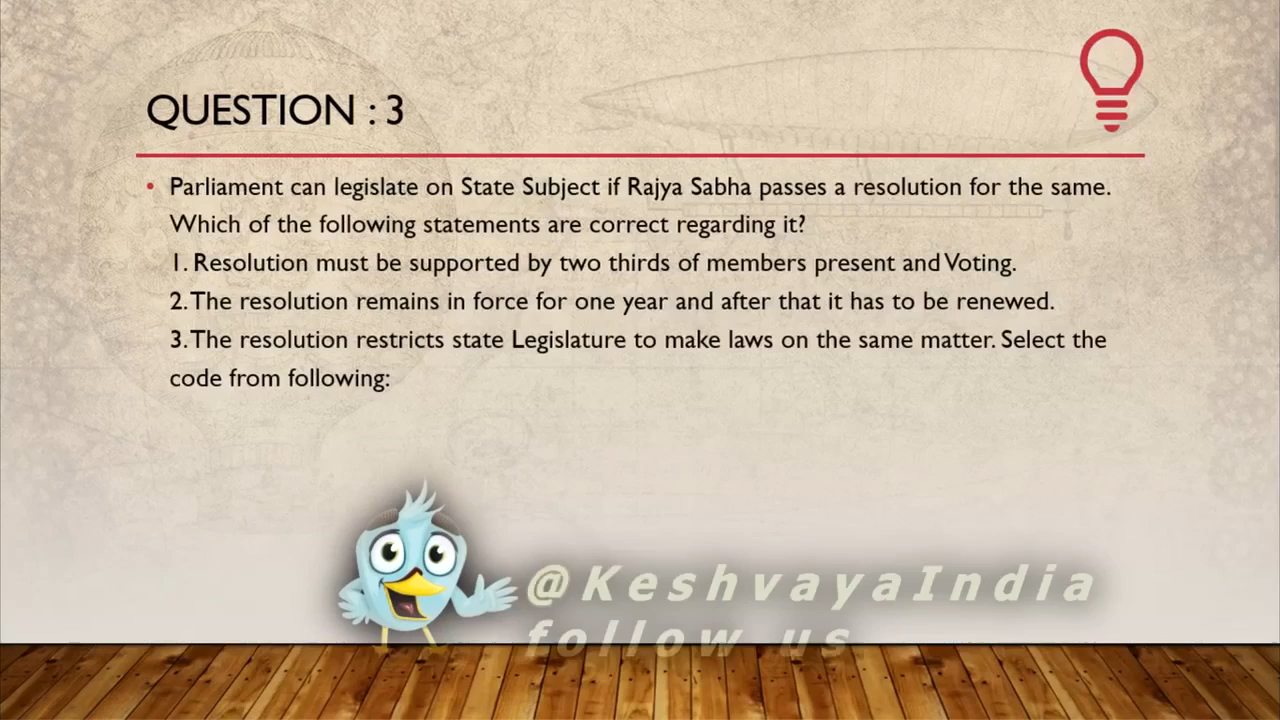 QUESTION : 3
• Parliament can legislate on State Subject if Rajya Sabha passes a resolution for the same.
Which of the following statements are correct regarding it?
1. Resolution must be supported by two thirds of members present and Voting.
2. The resolution remains in force for one year and after that it has to be renewed.
3. The resolution restricts state Legislature to make laws on the same matter. Select the
code from following:
@KeshvayaIndia
follow us